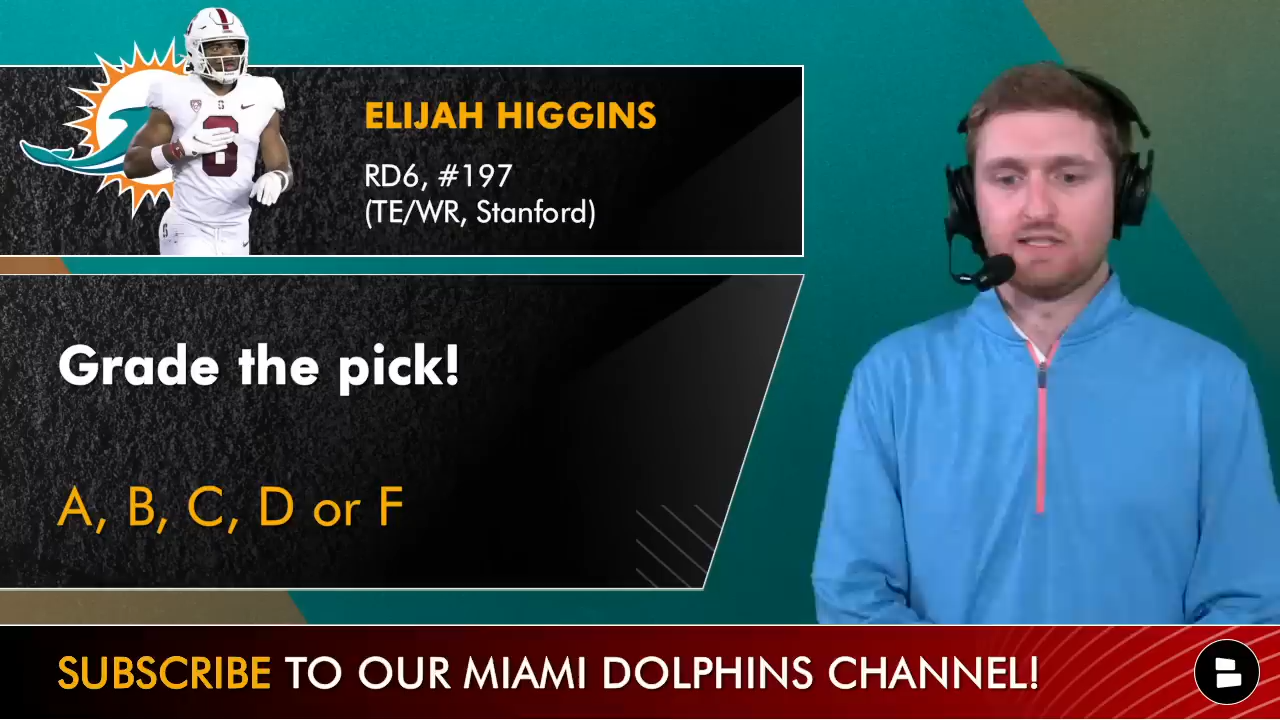 ELIJAH HIGGINS
RD6, #197
(TE/WR, Stanford)
Grade the pick!
A, B, C, D or F
SUBSCRIBE TO OUR MIAMI DOLPHINS CHANNEL!